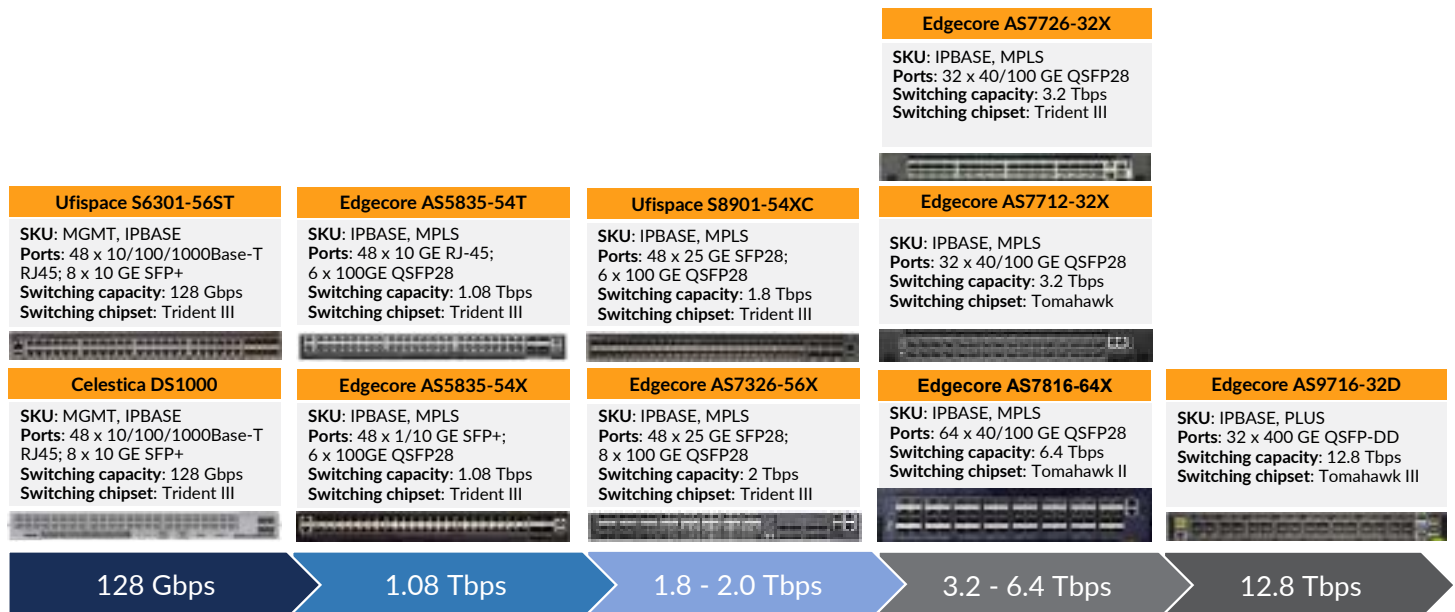 Edgecore AS7726-32X
SKU: IPBASE, MPLS
Ports: 32 x 40/100 GE QSFP28
Switching capacity: 3.2 Tbps
Switching chipset: Trident III
Ufispace S6301-56ST
SKU: MGMT, IPBASE
Ports: 48 x 10/100/1000Base-T
RJ45; 8 x 10 GE SFP+
Switching capacity: 128 Gbps
Switching chipset: Trident III
Edgecore AS5835-54T
SKU: IPBASE, MPLS
Ports: 48 x 10 GE RJ-45;
6 x 100GE QSFP28
Switching capacity: 1.08 Tbps
Switching chipset: Trident III
Ufispace S8901-54XC
SKU: IPBASE, MPLS
Ports: 48 x 25 GE SFP28;
6 x 100 GE QSFP28
Switching capacity: 1.8 Tbps
Switching chipset: Trident III
Edgecore AS7712-32X
SKU: IPBASE, MPLS
Ports: 32 x 40/100 GE QSFP28
Switching capacity: 3.2 Tbps
Switching chipset: Tomahawk
Celestica DS1000
SKU: MGMT, IPBASE
Ports: 48 x 10/100/1000Base-T
RJ45; 8 x 10 GE SFP+
Switching capacity: 128 Gbps
Switching chipset: Trident III
Edgecore AS5835-54X
SKU: IPBASE, MPLS
Ports: 48 x 1/10 GE SFP+;
6 x 100GE QSFP28
Switching capacity: 1.08 Tbps
Switching chipset: Trident III
Edgecore AS7326-56X
SKU: IPBASE, MPLS
Ports: 48 x 25 GE SFP28;
8 x 100 GE QSFP28
Switching capacity: 2 Tbps
Switching chipset: Trident III
Edgecore AS7816-64X
SKU: IPBASE, MPLS
Ports: 64 x 40/100 GE QSFP28
Switching capacity: 6.4 Tbps
Switching chipset: Tomahawk II
Edgecore AS9716-32D
SKU: IPBASE, PLUS
Ports: 32 x 400 GE QSFP-DD
Switching capacity: 12.8 Tbps
Switching chipset: Tomahawk III
128 Gbps
1.08 Tbps
1.8 - 2.0 Tbps
3.2 - 6.4 Tbps
12.8 Tbps